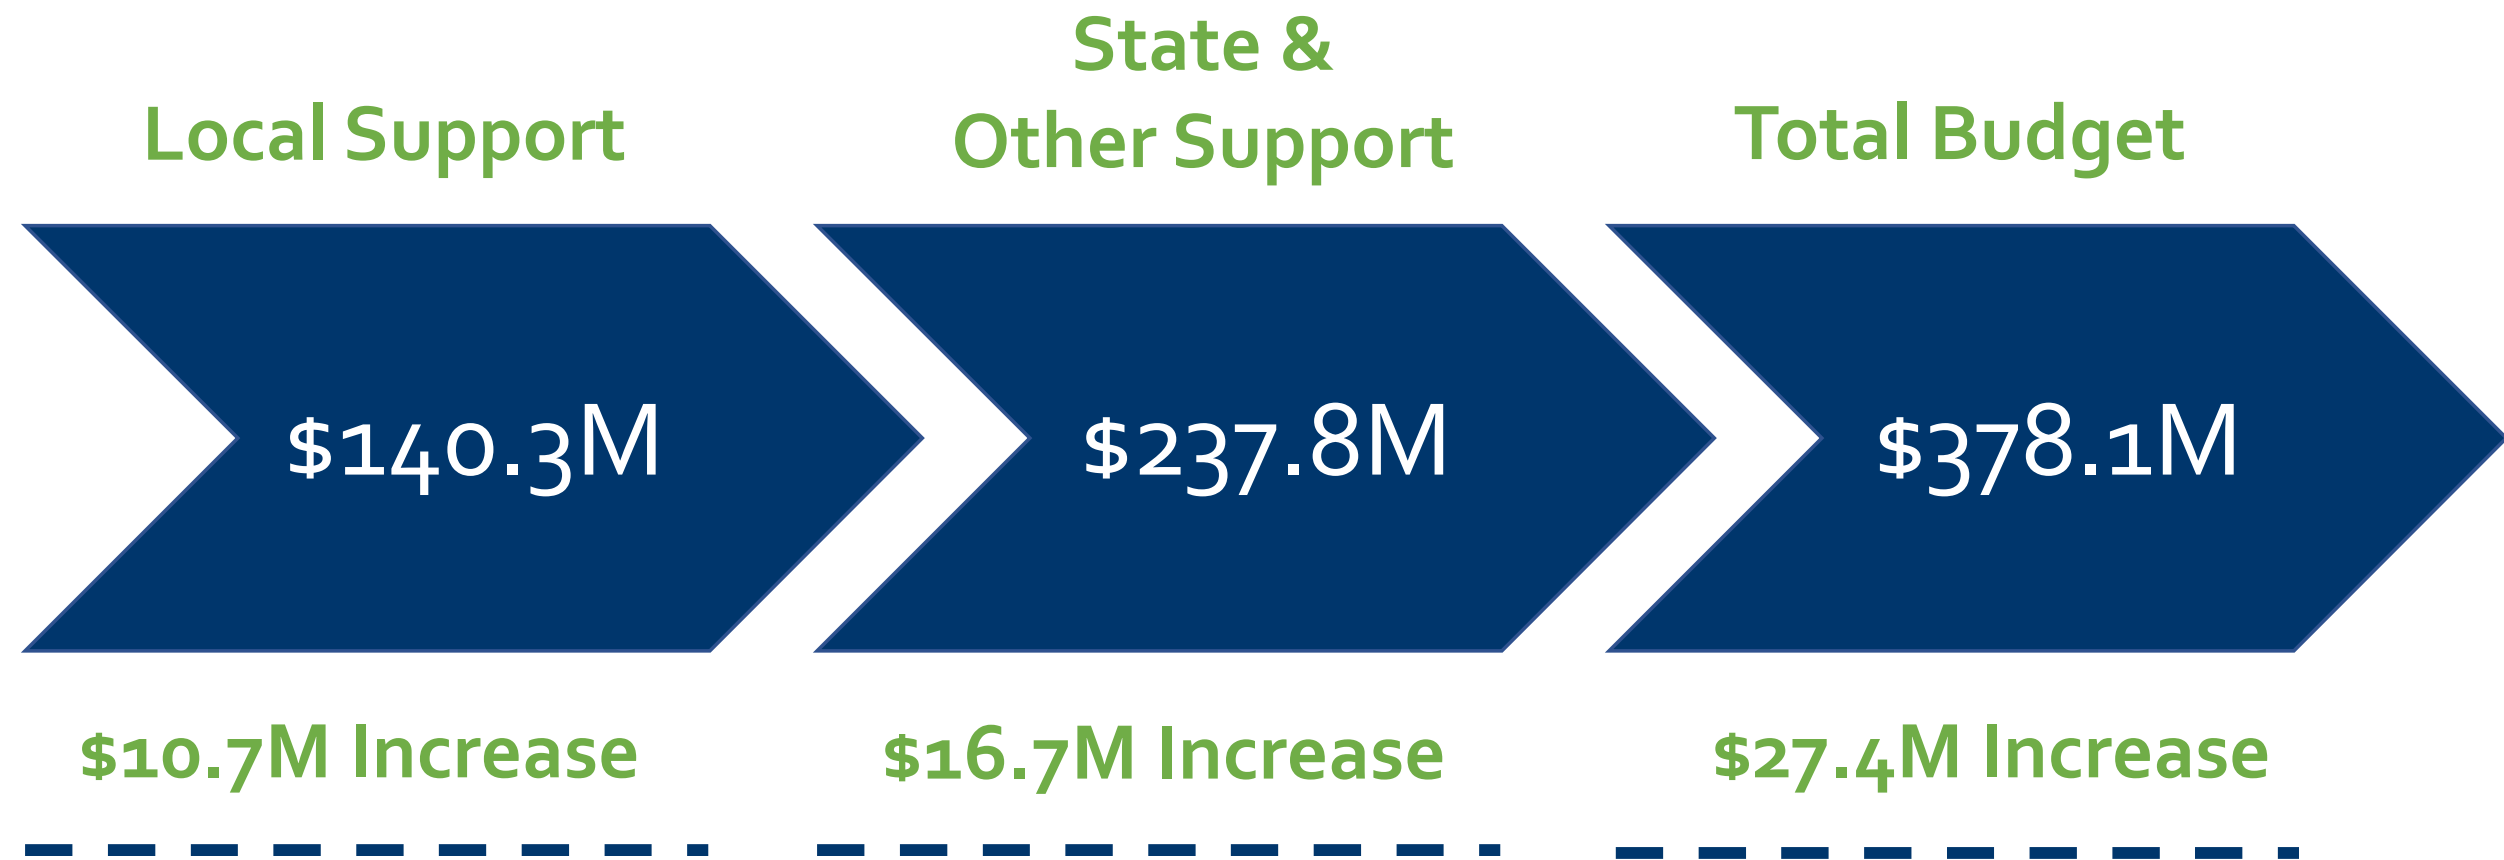 Local Support
State &
Other Support
Total Budget
$140.3M
$237.8M
$378.1M
$10.7M Increase
$16.7M Increase
$27.4M Increase